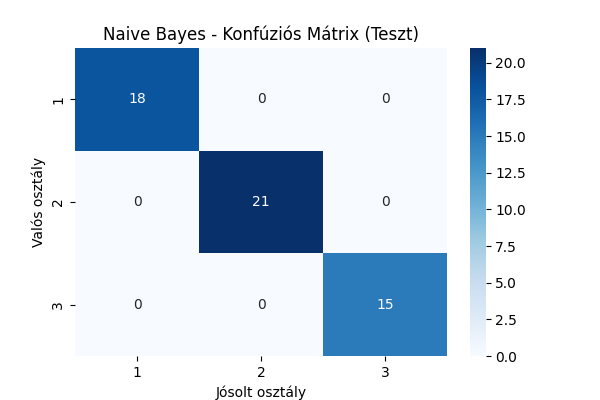 Naive Bayes - Konfúziós Mátrix (Teszt)
1 18 0 0
2 0 21 0
3 0 0 15
1 2 3
Valós osztály
Jósolt osztály
20.0
17.5
15.0
12.5
10.0
7.5
5.0
2.5
0.0